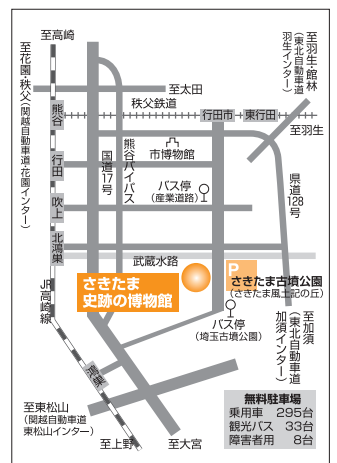 至高崎
至花園・秩父(関越自動車道・花園インター)
至太田
秩父鉄道
至羽生・館林
(東北自動車道
羽生インター)
熊谷
行田市
東行田
至羽生
行田
国道17号
熊谷バイパス
市博物館
バス停
(産業道路)
県道128号
吹上
北鴻巣
武蔵水路
P
さきたま
史跡の博物館
さきたま古墳公園
(さきたま風土記の丘)
JR高崎線
バス停
(埼玉古墳公園)
至加須
(東北自動車道
加須インター)
鴻巣
至東松山
(関越自動車道
東松山インター)
至上野
至大宮
無料駐車場
乗用車 295台
観光バス 33台
障害者用 8台